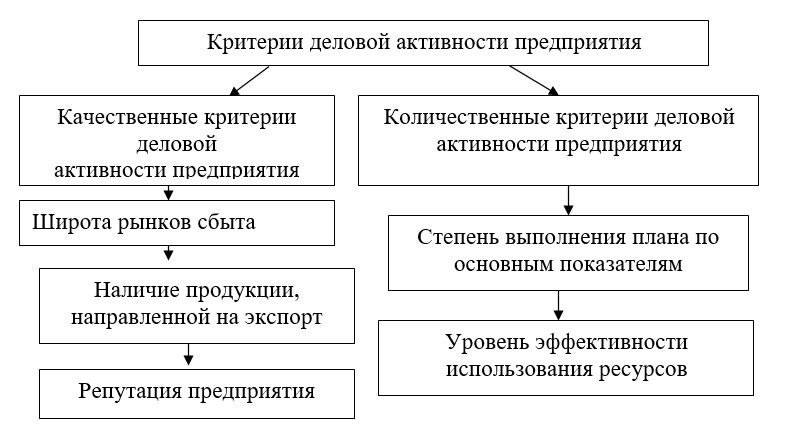 Критерии деловой активности предприятия
Качественные критерии
деловой
активности предприятия
Количественные критерии деловой
активности предприятия
Широта рынков сбыта
Степень выполнения плана по
основным показателям
Наличие продукции,
направленной на экспорт
Уровень эффективности
использования ресурсов
Репутация предприятия